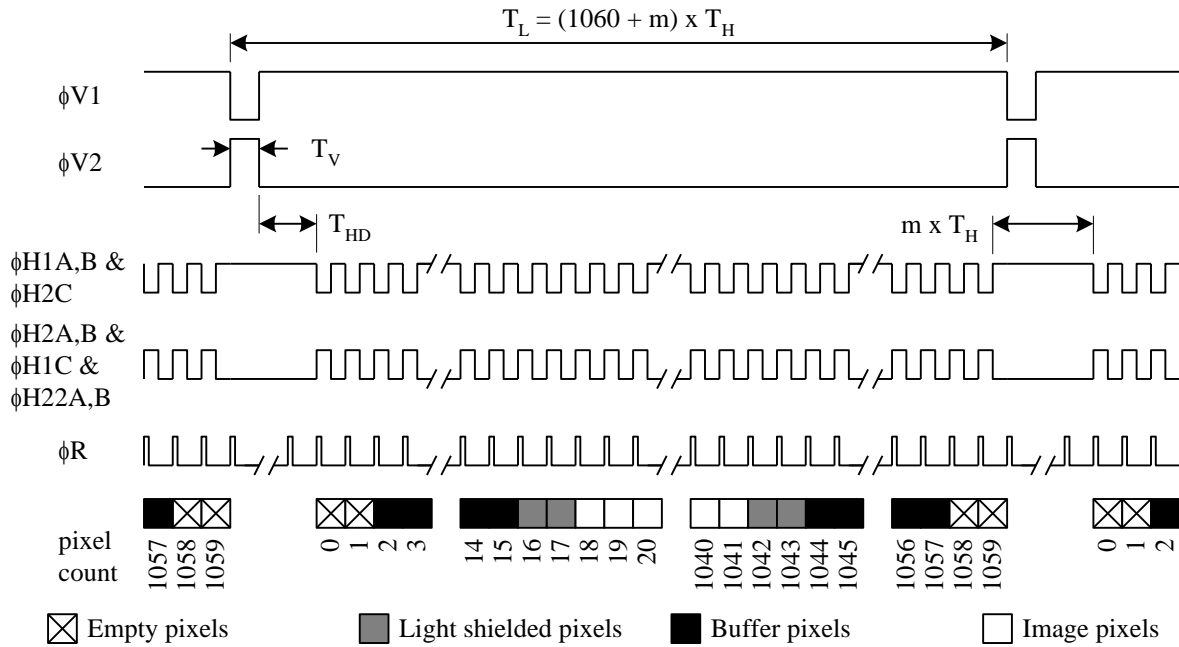 T_L = (1060 + m) x T_H
ϕV1
ϕV2
T_V
T_HD
m x T_H
ϕH1A,B &
ϕH2C
ϕH2A,B &
ϕH1C &
ϕH22A,B
ϕR
pixel
count
1057 1058 1059 0 1 2 3 14 15 16 17 18 19 20 1040 1041 1042 1043 1044 1045 1056 1057 1058 1059 0 1 2
Empty pixels Light shielded pixels Buffer pixels Image pixels